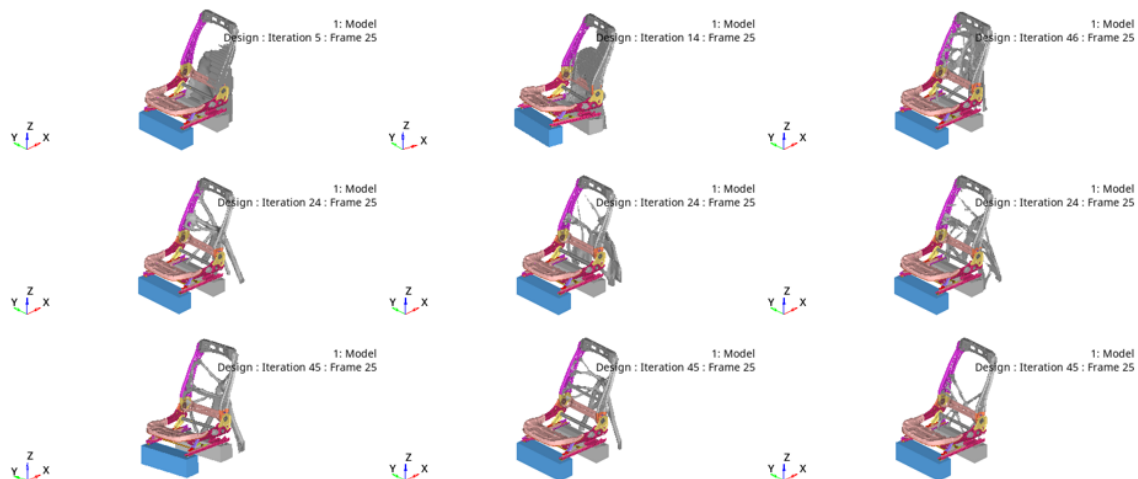 1: Model
Design : Iteration 5 : Frame 25
Z
Y X
1: Model
Design : Iteration 14 : Frame 25
Z
Y X
1: Model
Design : Iteration 46 : Frame 25
Z
Y X
1: Model
Design : Iteration 24 : Frame 25
Z
Y X
1: Model
Design : Iteration 24 : Frame 25
Z
Y X
1: Model
Design : Iteration 24 : Frame 25
Z
Y X
1: Model
Design : Iteration 45 : Frame 25
Z
Y X
1: Model
Design : Iteration 45 : Frame 25
Z
Y X
1: Model
Design : Iteration 45 : Frame 25
Z
Y X